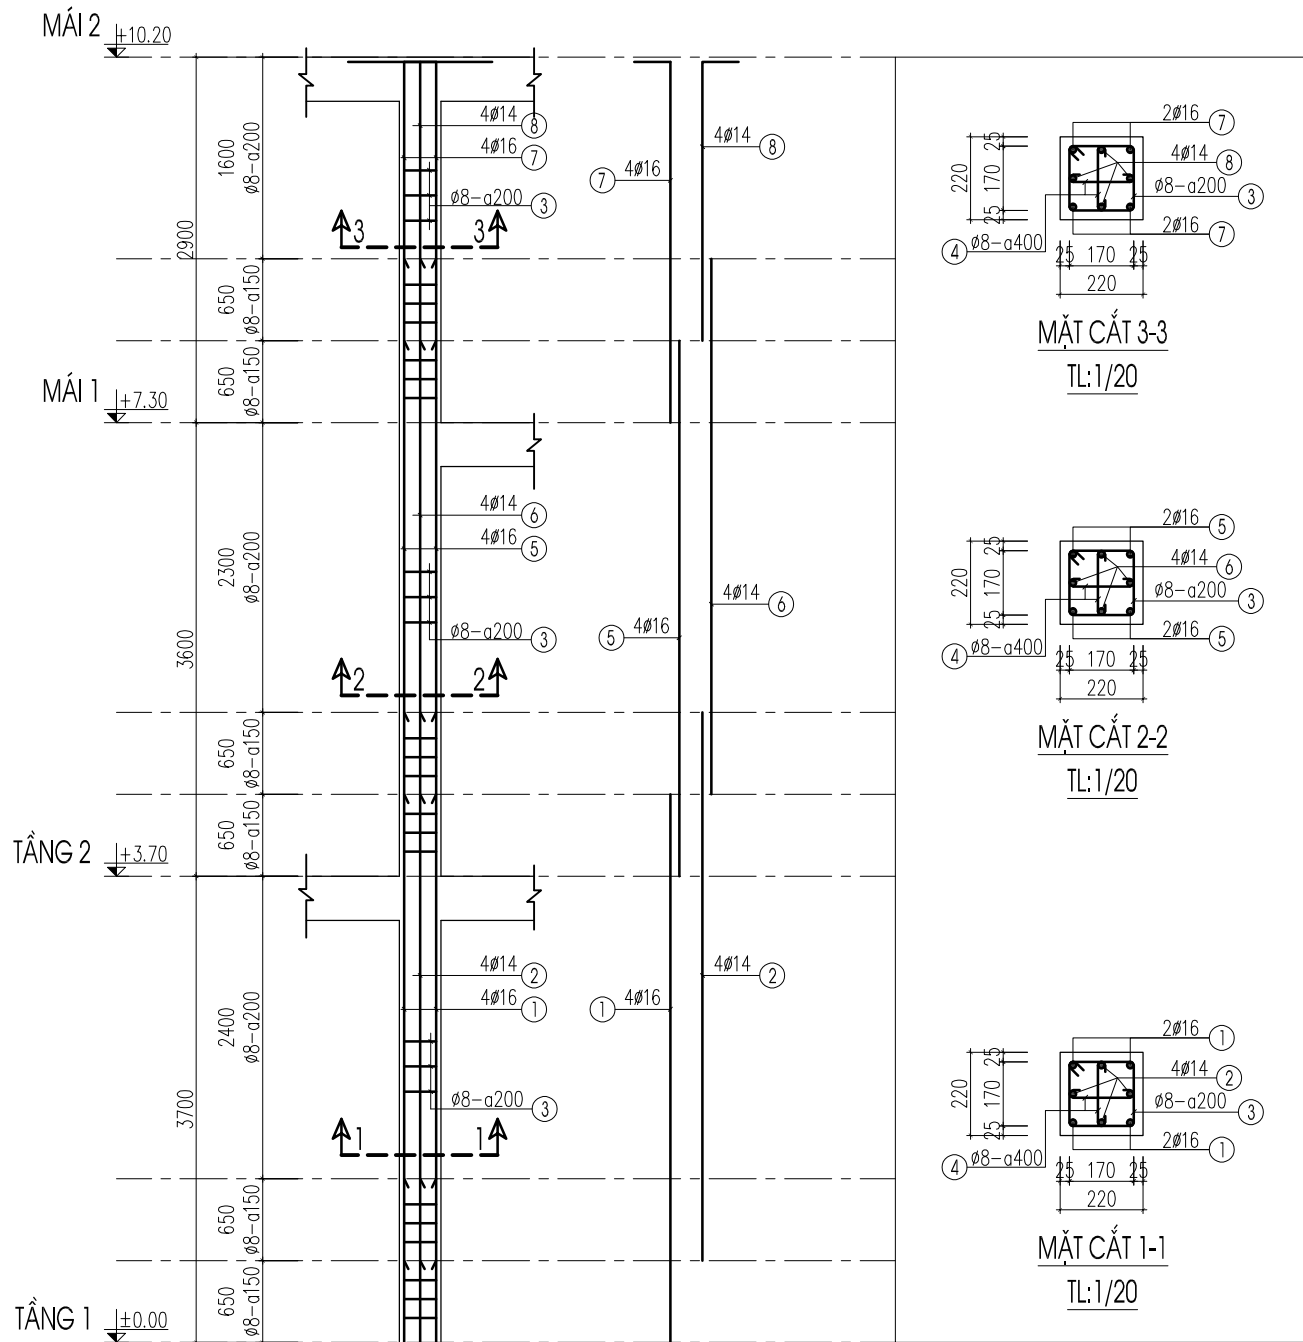 MÁI 2
+10.20
1600
ø8-a200
2900
650
ø8-a150
650
ø8-a150
MÁI 1
+7.30
2300
ø8-a200
3600
650
ø8-a150
650
ø8-a150
TẦNG 2
+3.70
2400
ø8-a200
3700
650
ø8-a150
650
ø8-a150
TẦNG 1
±0.00
4ø14 8
4ø16 7
ø8-a200 3
3 3
4ø14 6
4ø16 5
ø8-a200 3
2 2
4ø14 2
4ø16 1
ø8-a200 3
1 1
7 4ø16
4ø14 8
4ø14 6
5 4ø16
4ø14 2
1 4ø16
2ø16 7
4ø14 8
ø8-a200 3
2ø16 7
4 ø8-a400
25
170
25
220
25 170 25
220
MẶT CẮT 3-3
TL:1/20
2ø16 5
4ø14 6
ø8-a200 3
2ø16 5
4 ø8-a400
25
170
25
220
25 170 25
220
MẶT CẮT 2-2
TL:1/20
2ø16 1
4ø14 2
ø8-a200 3
2ø16 1
4 ø8-a400
25
170
25
220
25 170 25
220
MẶT CẮT 1-1
TL:1/20